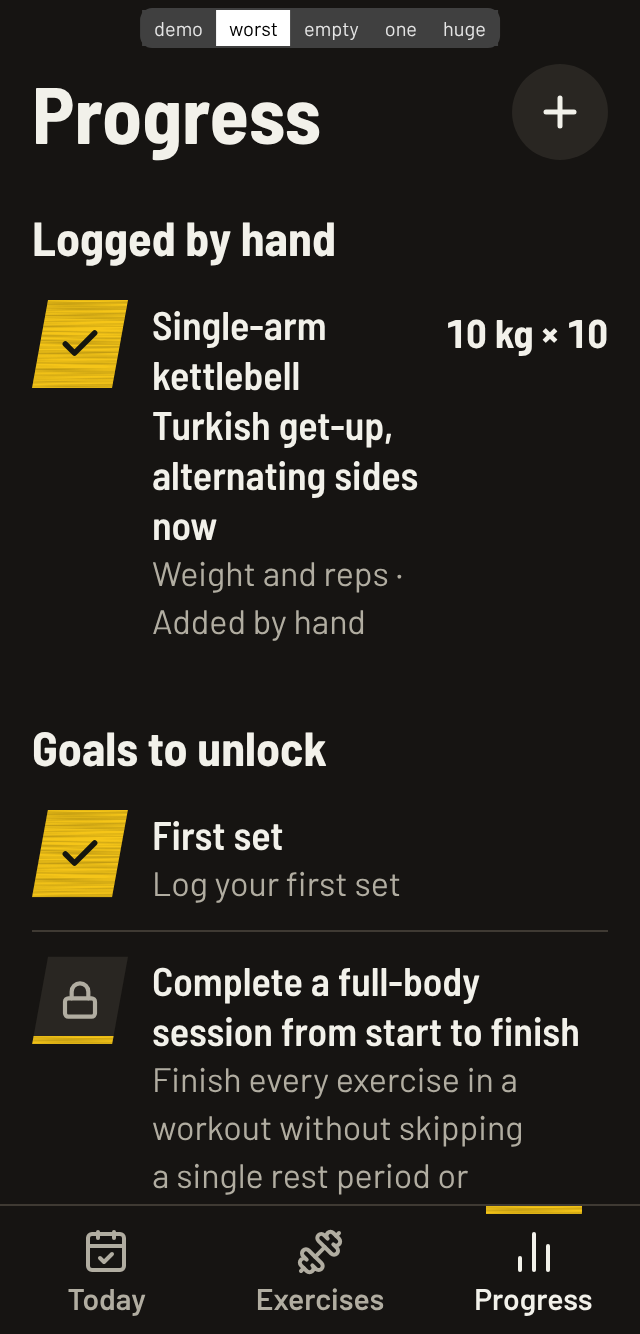 demo worst empty one huge
Progress
Logged by hand
Single-arm
kettlebell
Turkish get-up,
alternating sides
now
10 kg × 10
Weight and reps ·
Added by hand
Goals to unlock
First set
Log your first set
Complete a full-body
session from start to finish
Finish every exercise in a
workout without skipping
a single rest period or
Today Exercises Progress